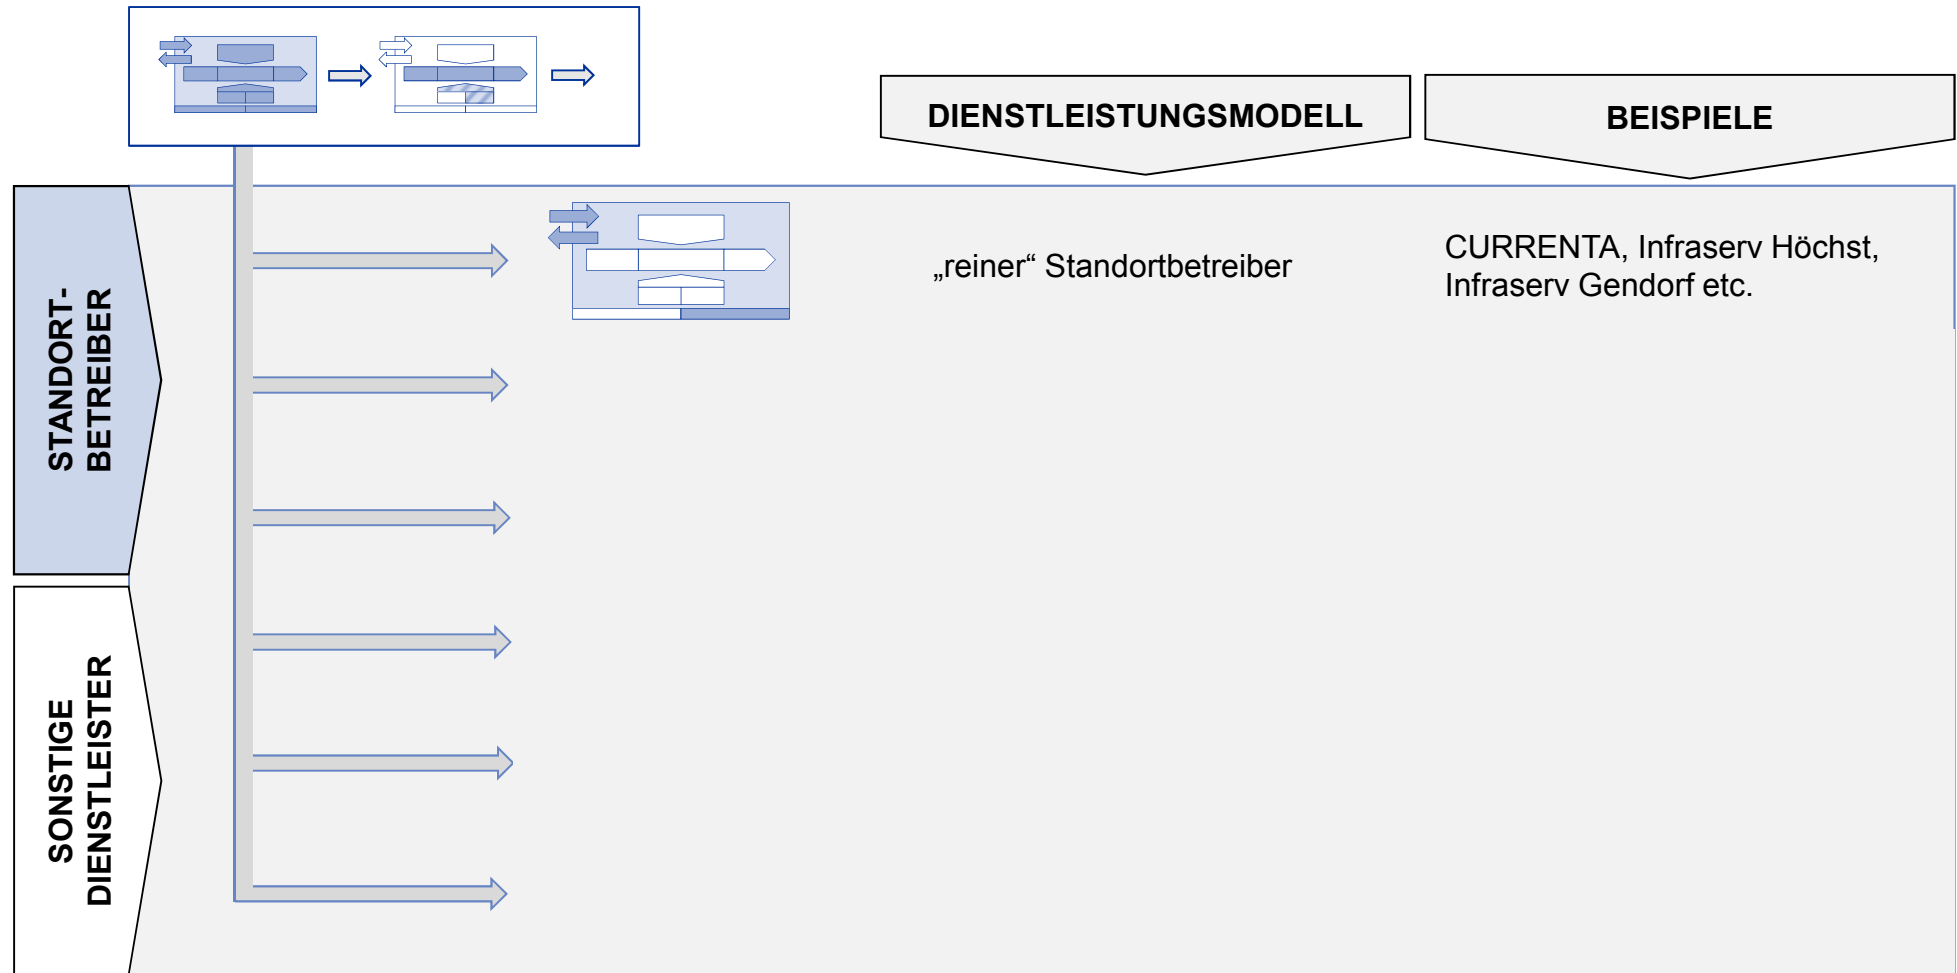 DIENSTLEISTUNGSMODELL
BEISPIELE
STANDORT-
BETREIBER
„reiner“ Standortbetreiber
CURRENTA, Infraserv Höchst,
Infraserv Gendorf etc.
SONSTIGE
DIENSTLEISTER